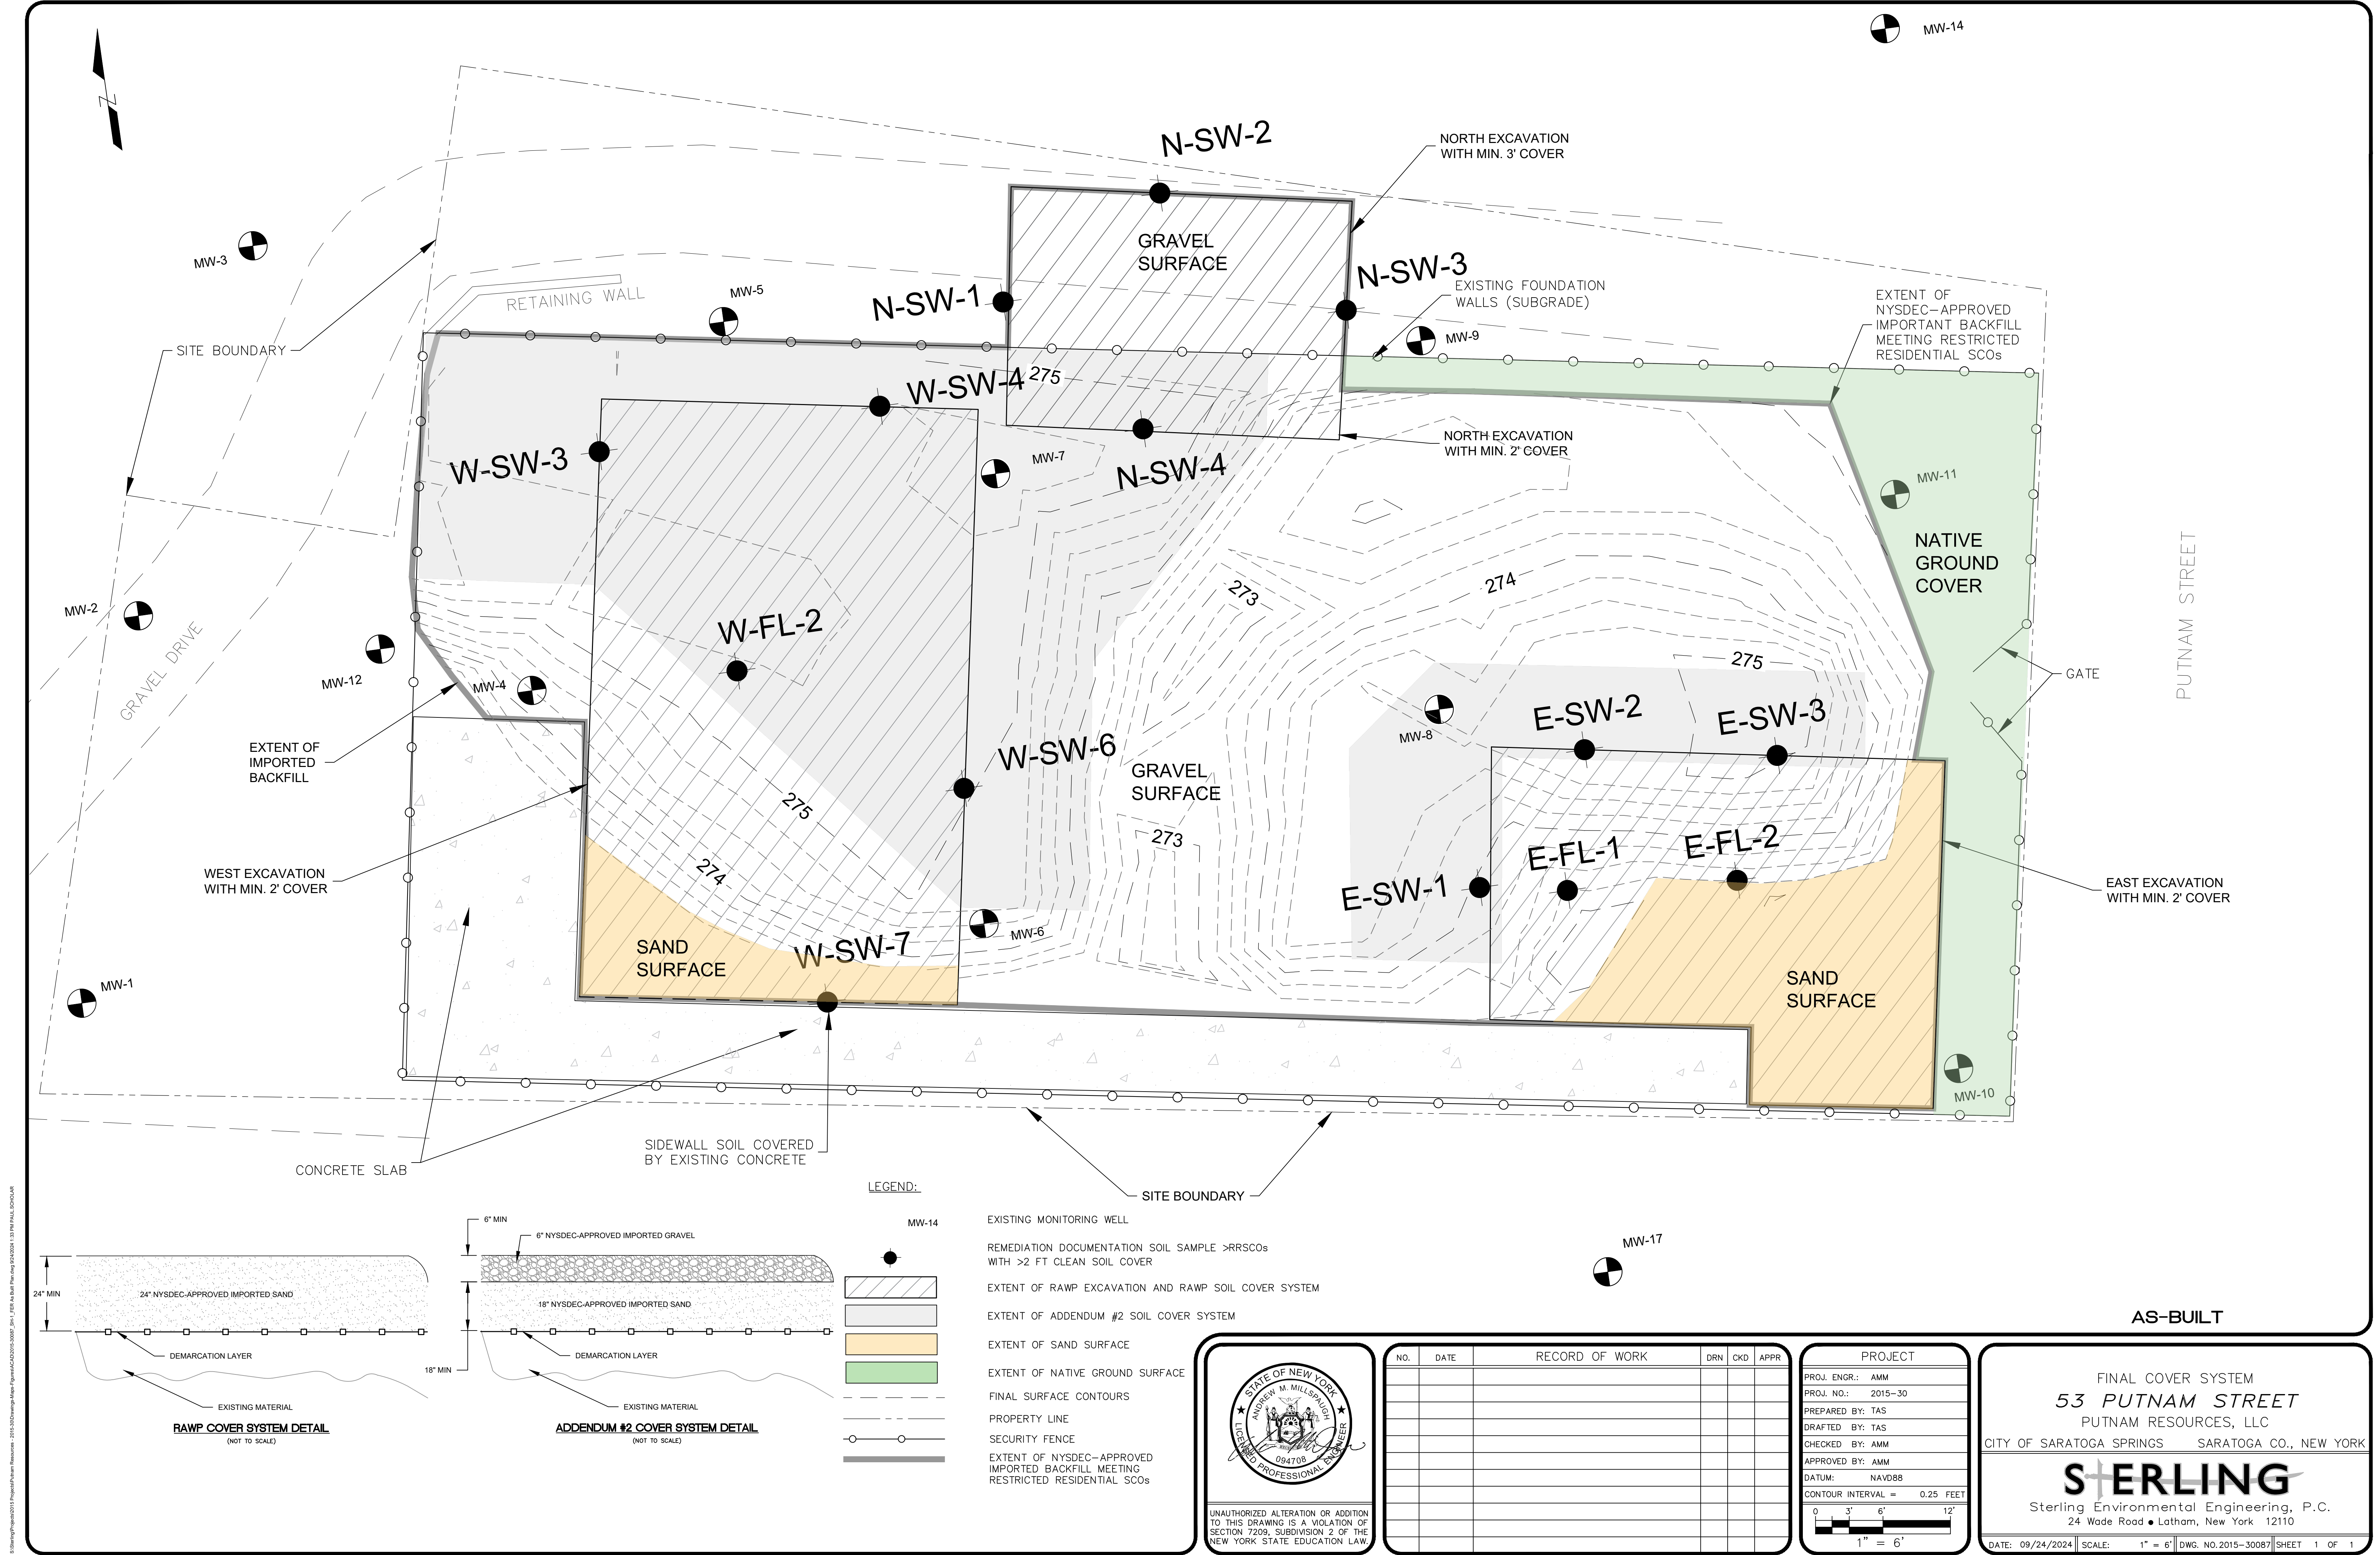 MW-14
N
N-SW-2
NORTH EXCAVATION
WITH MIN. 3' COVER
GRAVEL
SURFACE
MW-3
N-SW-3
N-SW-1
MW-5
RETAINING WALL
EXISTING FOUNDATION
WALLS (SUBGRADE)
MW-9
EXTENT OF
NYSDEC-APPROVED
IMPORTANT BACKFILL
MEETING RESTRICTED
RESIDENTIAL SCOs
SITE BOUNDARY
W-SW-4
275
NORTH EXCAVATION
WITH MIN. 2' COVER
W-SW-3
MW-7
N-SW-4
MW-11
NATIVE
GROUND
COVER
PUTNAM STREET
273
274
MW-2
GRAVEL DRIVE
MW-12
MW-4
W-FL-2
275
GATE
E-SW-2
E-SW-3
MW-8
W-SW-6
EXTENT OF
IMPORTED
BACKFILL
GRAVEL
SURFACE
275
273
274
E-FL-1
E-FL-2
E-SW-1
WEST EXCAVATION
WITH MIN. 2' COVER
EAST EXCAVATION
WITH MIN. 2' COVER
MW-6
W-SW-7
SAND
SURFACE
SAND
SURFACE
MW-1
MW-10
SIDEWALL SOIL COVERED
BY EXISTING CONCRETE
CONCRETE SLAB
SITE BOUNDARY
MW-17
LEGEND:
MW-14
EXISTING MONITORING WELL
REMEDIATION DOCUMENTATION SOIL SAMPLE >RRSCOs
WITH >2 FT CLEAN SOIL COVER
EXTENT OF RAWP EXCAVATION AND RAWP SOIL COVER SYSTEM
EXTENT OF ADDENDUM #2 SOIL COVER SYSTEM
EXTENT OF SAND SURFACE
EXTENT OF NATIVE GROUND SURFACE
FINAL SURFACE CONTOURS
PROPERTY LINE
SECURITY FENCE
EXTENT OF NYSDEC-APPROVED
IMPORTED BACKFILL MEETING
RESTRICTED RESIDENTIAL SCOs
24" MIN
24" NYSDEC-APPROVED IMPORTED SAND
DEMARCATION LAYER
EXISTING MATERIAL
RAWP COVER SYSTEM DETAIL
(NOT TO SCALE)
6" MIN
6" NYSDEC-APPROVED IMPORTED GRAVEL
18" NYSDEC-APPROVED IMPORTED SAND
18" MIN
DEMARCATION LAYER
EXISTING MATERIAL
ADDENDUM #2 COVER SYSTEM DETAIL
(NOT TO SCALE)
AS-BUILT
STATE OF NEW YORK
ANDREW M. MILLSPAUGH
094708
LICENSED PROFESSIONAL ENGINEER
UNAUTHORIZED ALTERATION OR ADDITION
TO THIS DRAWING IS A VIOLATION OF
SECTION 7209, SUBDIVISION 2 OF THE
NEW YORK STATE EDUCATION LAW.
NO. DATE RECORD OF WORK DRN CKD APPR
PROJECT
PROJ. ENGR.: AMM
PROJ. NO.: 2015-30
PREPARED BY: TAS
DRAFTED BY: TAS
CHECKED BY: AMM
APPROVED BY: AMM
DATUM: NAVD88
CONTOUR INTERVAL = 0.25 FEET
0 3' 6' 12'
1" = 6'
FINAL COVER SYSTEM
53 PUTNAM STREET
PUTNAM RESOURCES, LLC
CITY OF SARATOGA SPRINGS SARATOGA CO., NEW YORK
STERLING
Sterling Environmental Engineering, P.C.
24 Wade Road ● Latham, New York 12110
DATE: 09/24/2024 SCALE: 1" = 6' DWG. NO. 2015-30087 SHEET 1 OF 1